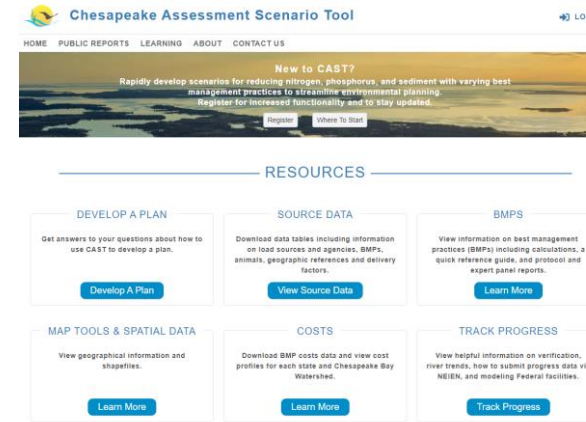 Chesapeake Assessment Scenario Tool
LO
HOME PUBLIC REPORTS LEARNING ABOUT CONTACT US
New to CAST?
Rapidly develop scenarios for reducing nitrogen, phosphorus, and sediment with varying best
management practices to streamline environmental planning.
Register for increased functionality and to stay updated.
Register Where To Start
RESOURCES
DEVELOP A PLAN
Get answers to your questions about how to
use CAST to develop a plan.
Develop A Plan
SOURCE DATA
Download data tables including information
on load sources and agencies, BMPs,
animals, geographic references and delivery
factors.
View Source Data
BMPS
View information on best management
practices (BMPs) including calculations, a
quick reference guide, and protocol and
expert panel reports.
Learn More
MAP TOOLS & SPATIAL DATA
View geographical information and
shapefiles.
Learn More
COSTS
Download BMP costs data and view cost
profiles for each state and Chesapeake Bay
Watershed.
Learn More
TRACK PROGRESS
View helpful information on verification,
river trends, how to submit progress data vi
NEIEN, and modeling Federal facilities.
Track Progress